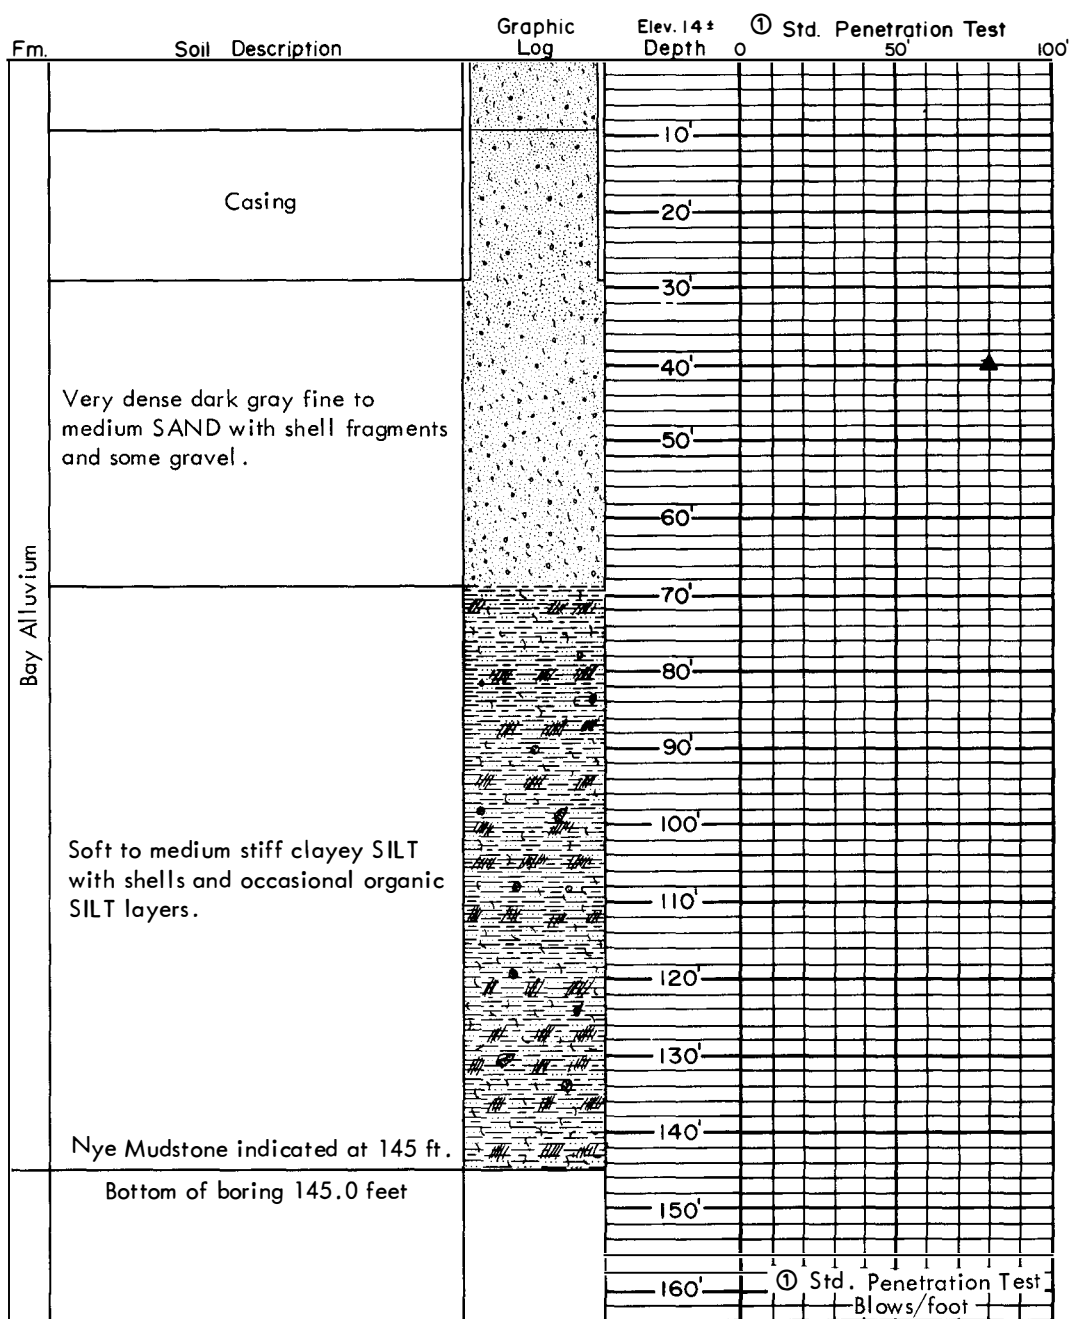 Graphic Elev. 14± ① Std. Penetration Test
Fm. Soil Description Log Depth 0 50' 100'
10'
Casing
20'
30'
40'
Very dense dark gray fine to
medium SAND with shell fragments
and some gravel.
50'
60'
Bay Alluvium
70'
80'
90'
100'
Soft to medium stiff clayey SILT
with shells and occasional organic
SILT layers.
110'
120'
130'
140'
Nye Mudstone indicated at 145 ft.
Bottom of boring 145.0 feet
150'
160'
① Std. Penetration Test
Blows/foot